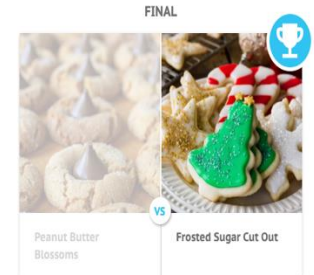 FINAL
VS
Peanut Butter
Blossoms
Frosted Sugar Cut Out